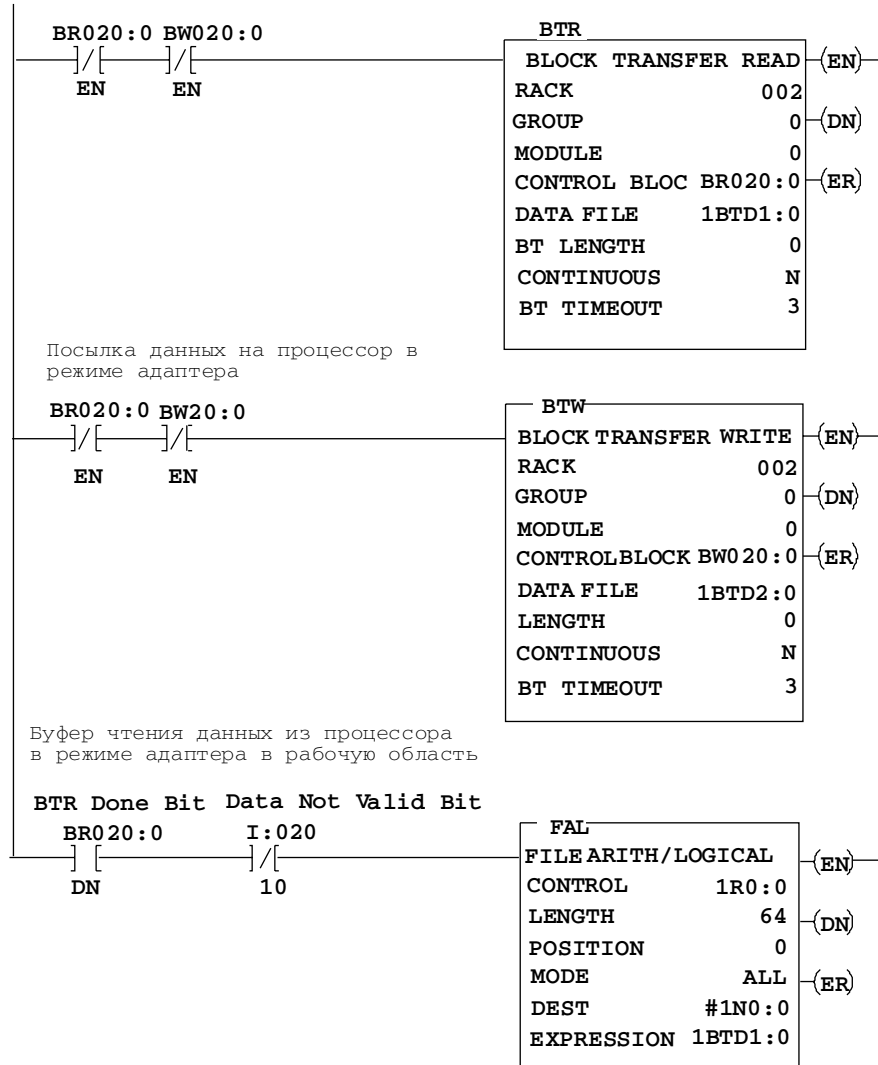 BR020:0 BW020:0
EN EN
BTR
BLOCK TRANSFER READ (EN)
RACK 002
GROUP 0 (DN)
MODULE 0
CONTROL BLOC BR020:0 (ER)
DATA FILE 1BTD1:0
BT LENGTH 0
CONTINUOUS N
BT TIMEOUT 3
Посылка данных на процессор в
режиме адаптера
BR020:0 BW20:0
EN EN
BTW
BLOCK TRANSFER WRITE (EN)
RACK 002
GROUP 0 (DN)
MODULE 0
CONTROL BLOCK BW020:0 (ER)
DATA FILE 1BTD2:0
LENGTH 0
CONTINUOUS N
BT TIMEOUT 3
Буфер чтения данных из процессора
в режиме адаптера в рабочую область
BTR Done Bit Data Not Valid Bit
BR020:0 I:020
DN 10
FAL
FILE ARITH/LOGICAL (EN)
CONTROL 1R0:0
LENGTH 64 (DN)
POSITION 0
MODE ALL (ER)
DEST #1N0:0
EXPRESSION 1BTD1:0